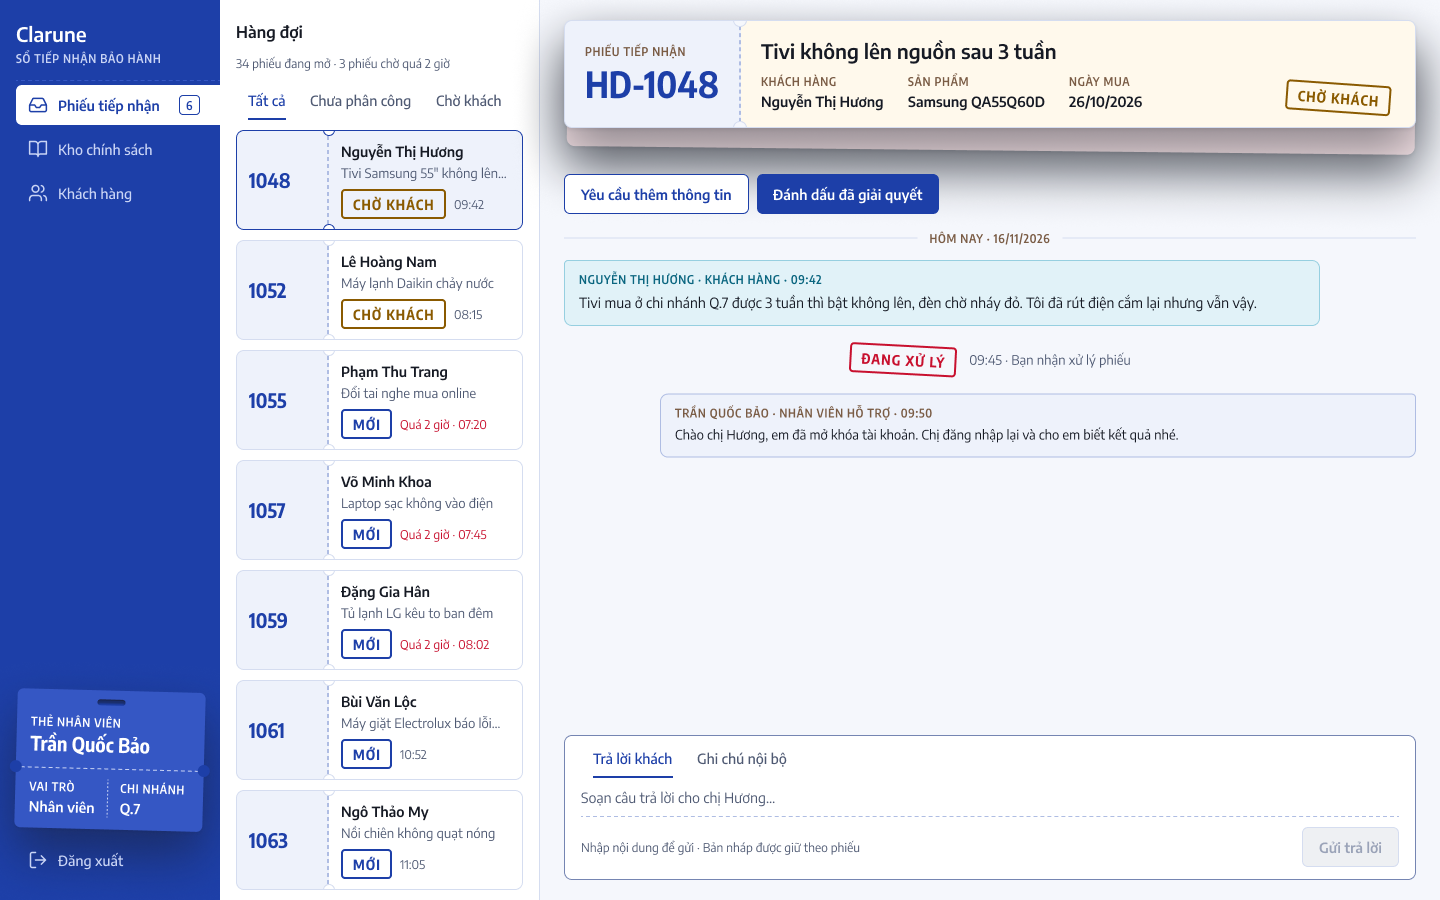 Clarune
SỔ TIẾP NHẬN BẢO HÀNH
Phiếu tiếp nhận 6
Kho chính sách
Khách hàng
THẺ NHÂN VIÊN
Trần Quốc Bảo
VAI TRÒ CHI NHÁNH
Nhân viên Q.7
Đăng xuất
Hàng đợi
34 phiếu đang mở · 3 phiếu chờ quá 2 giờ
Tất cả Chưa phân công Chờ khách
1048
Nguyễn Thị Hương
Tivi Samsung 55" không lên...
CHỜ KHÁCH 09:42
1052
Lê Hoàng Nam
Máy lạnh Daikin chảy nước
CHỜ KHÁCH 08:15
1055
Phạm Thu Trang
Đổi tai nghe mua online
MỚI Quá 2 giờ · 07:20
1057
Võ Minh Khoa
Laptop sạc không vào điện
MỚI Quá 2 giờ · 07:45
1059
Đặng Gia Hân
Tủ lạnh LG kêu to ban đêm
MỚI Quá 2 giờ · 08:02
1061
Bùi Văn Lộc
Máy giặt Electrolux báo lỗi...
MỚI 10:52
1063
Ngô Thảo My
Nồi chiên không quạt nóng
MỚI 11:05
PHIẾU TIẾP NHẬN
HD-1048
Tivi không lên nguồn sau 3 tuần
KHÁCH HÀNG SẢN PHẨM NGÀY MUA
Nguyễn Thị Hương Samsung QA55Q60D 26/10/2026
CHỜ KHÁCH
Yêu cầu thêm thông tin Đánh dấu đã giải quyết
HÔM NAY · 16/11/2026
NGUYỄN THỊ HƯƠNG · KHÁCH HÀNG · 09:42
Tivi mua ở chi nhánh Q.7 được 3 tuần thì bật không lên, đèn chờ nháy đỏ. Tôi đã rút điện cắm lại nhưng vẫn vậy.
ĐANG XỬ LÝ 09:45 · Bạn nhận xử lý phiếu
TRẦN QUỐC BẢO · NHÂN VIÊN HỖ TRỢ · 09:50
Chào chị Hương, em đã mở khóa tài khoản. Chị đăng nhập lại và cho em biết kết quả nhé.
Trả lời khách Ghi chú nội bộ
Soạn câu trả lời cho chị Hương...
Nhập nội dung để gửi · Bản nháp được giữ theo phiếu
Gửi trả lời